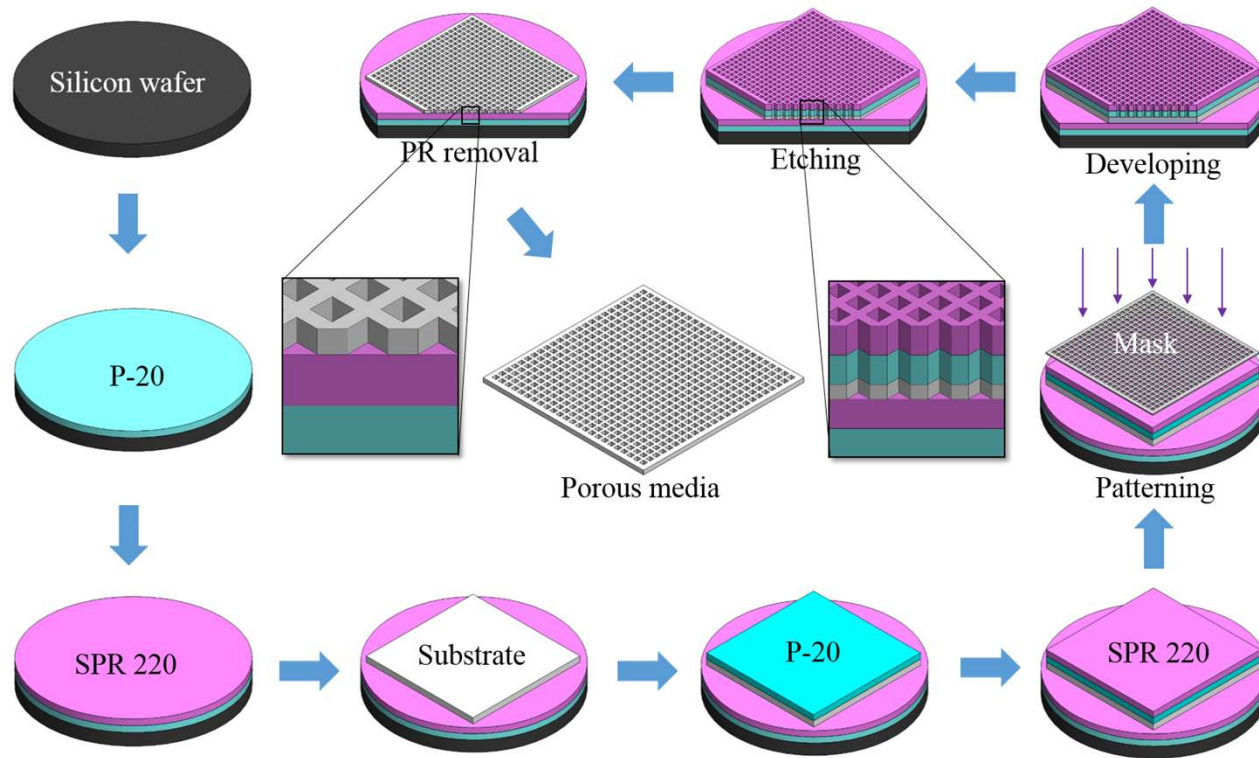 Silicon wafer
PR removal
Etching
Developing
P-20
Porous media
Mask
Patterning
SPR 220
Substrate
P-20
SPR 220